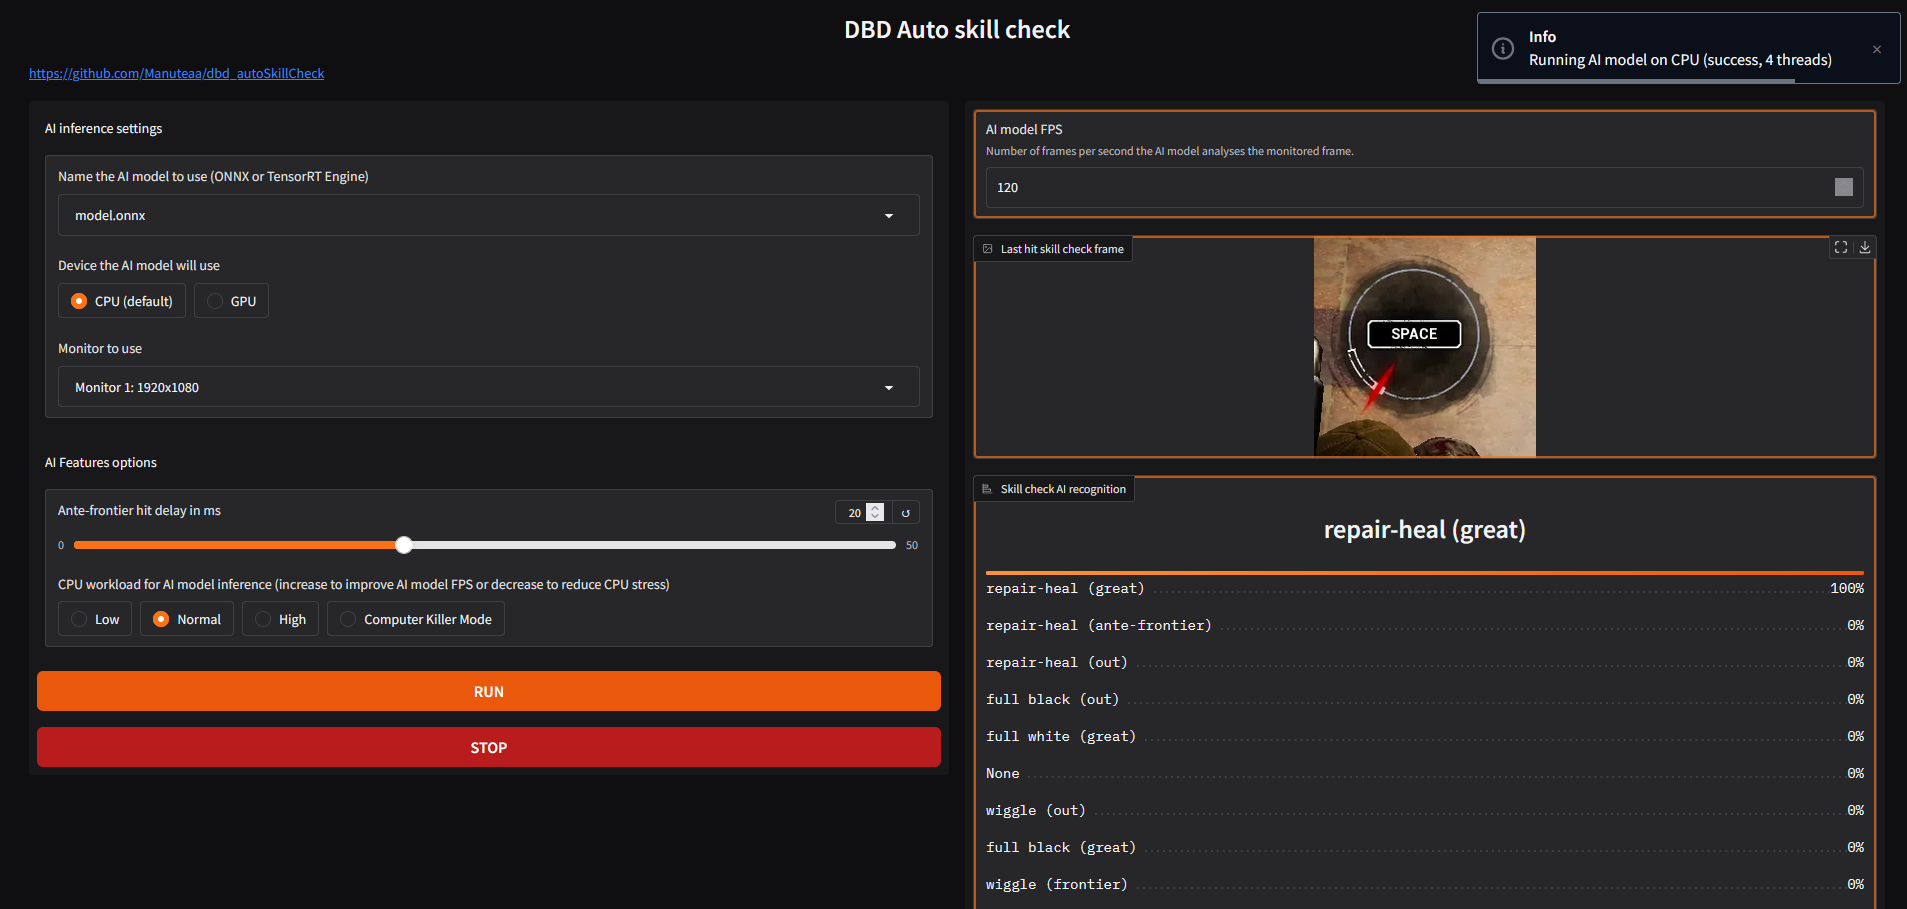 DBD Auto skill check
Info
Running AI model on CPU (success, 4 threads)
https://github.com/Manuteaa/dbd_autoSkillCheck
AI inference settings
Name the AI model to use (ONNX or TensorRT Engine)
model.onnx
Device the AI model will use
CPU (default)
GPU
Monitor to use
Monitor 1: 1920x1080
AI Features options
Ante-frontier hit delay in ms
20
0
50
CPU workload for AI model inference (increase to improve AI model FPS or decrease to reduce CPU stress)
Low
Normal
High
Computer Killer Mode
RUN
STOP
AI model FPS
Number of frames per second the AI model analyses the monitored frame.
120
Last hit skill check frame
SPACE
Skill check AI recognition
repair-heal (great)
repair-heal (great) 100%
repair-heal (ante-frontier) 0%
repair-heal (out) 0%
full black (out) 0%
full white (great) 0%
None 0%
wiggle (out) 0%
full black (great) 0%
wiggle (frontier) 0%